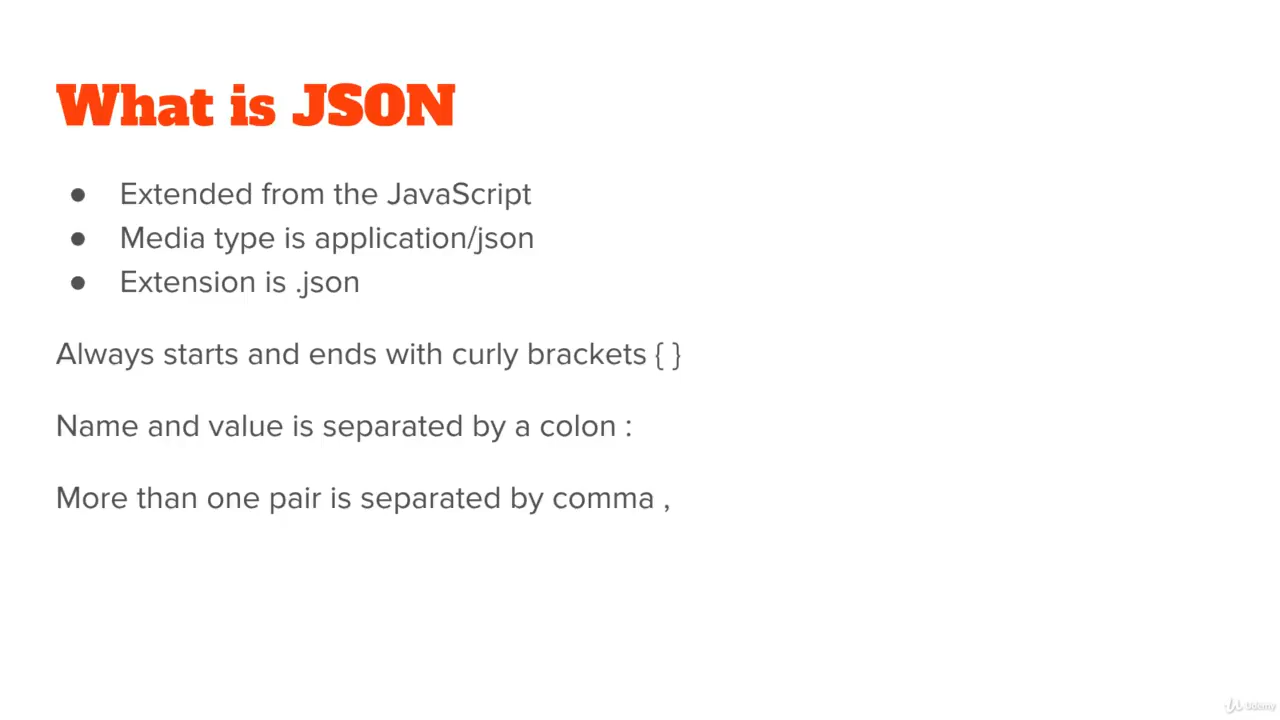 What is JSON
● Extended from the JavaScript
● Media type is application/json
● Extension is .json
Always starts and ends with curly brackets { }
Name and value is separated by a colon :
More than one pair is separated by comma ,
Udemy